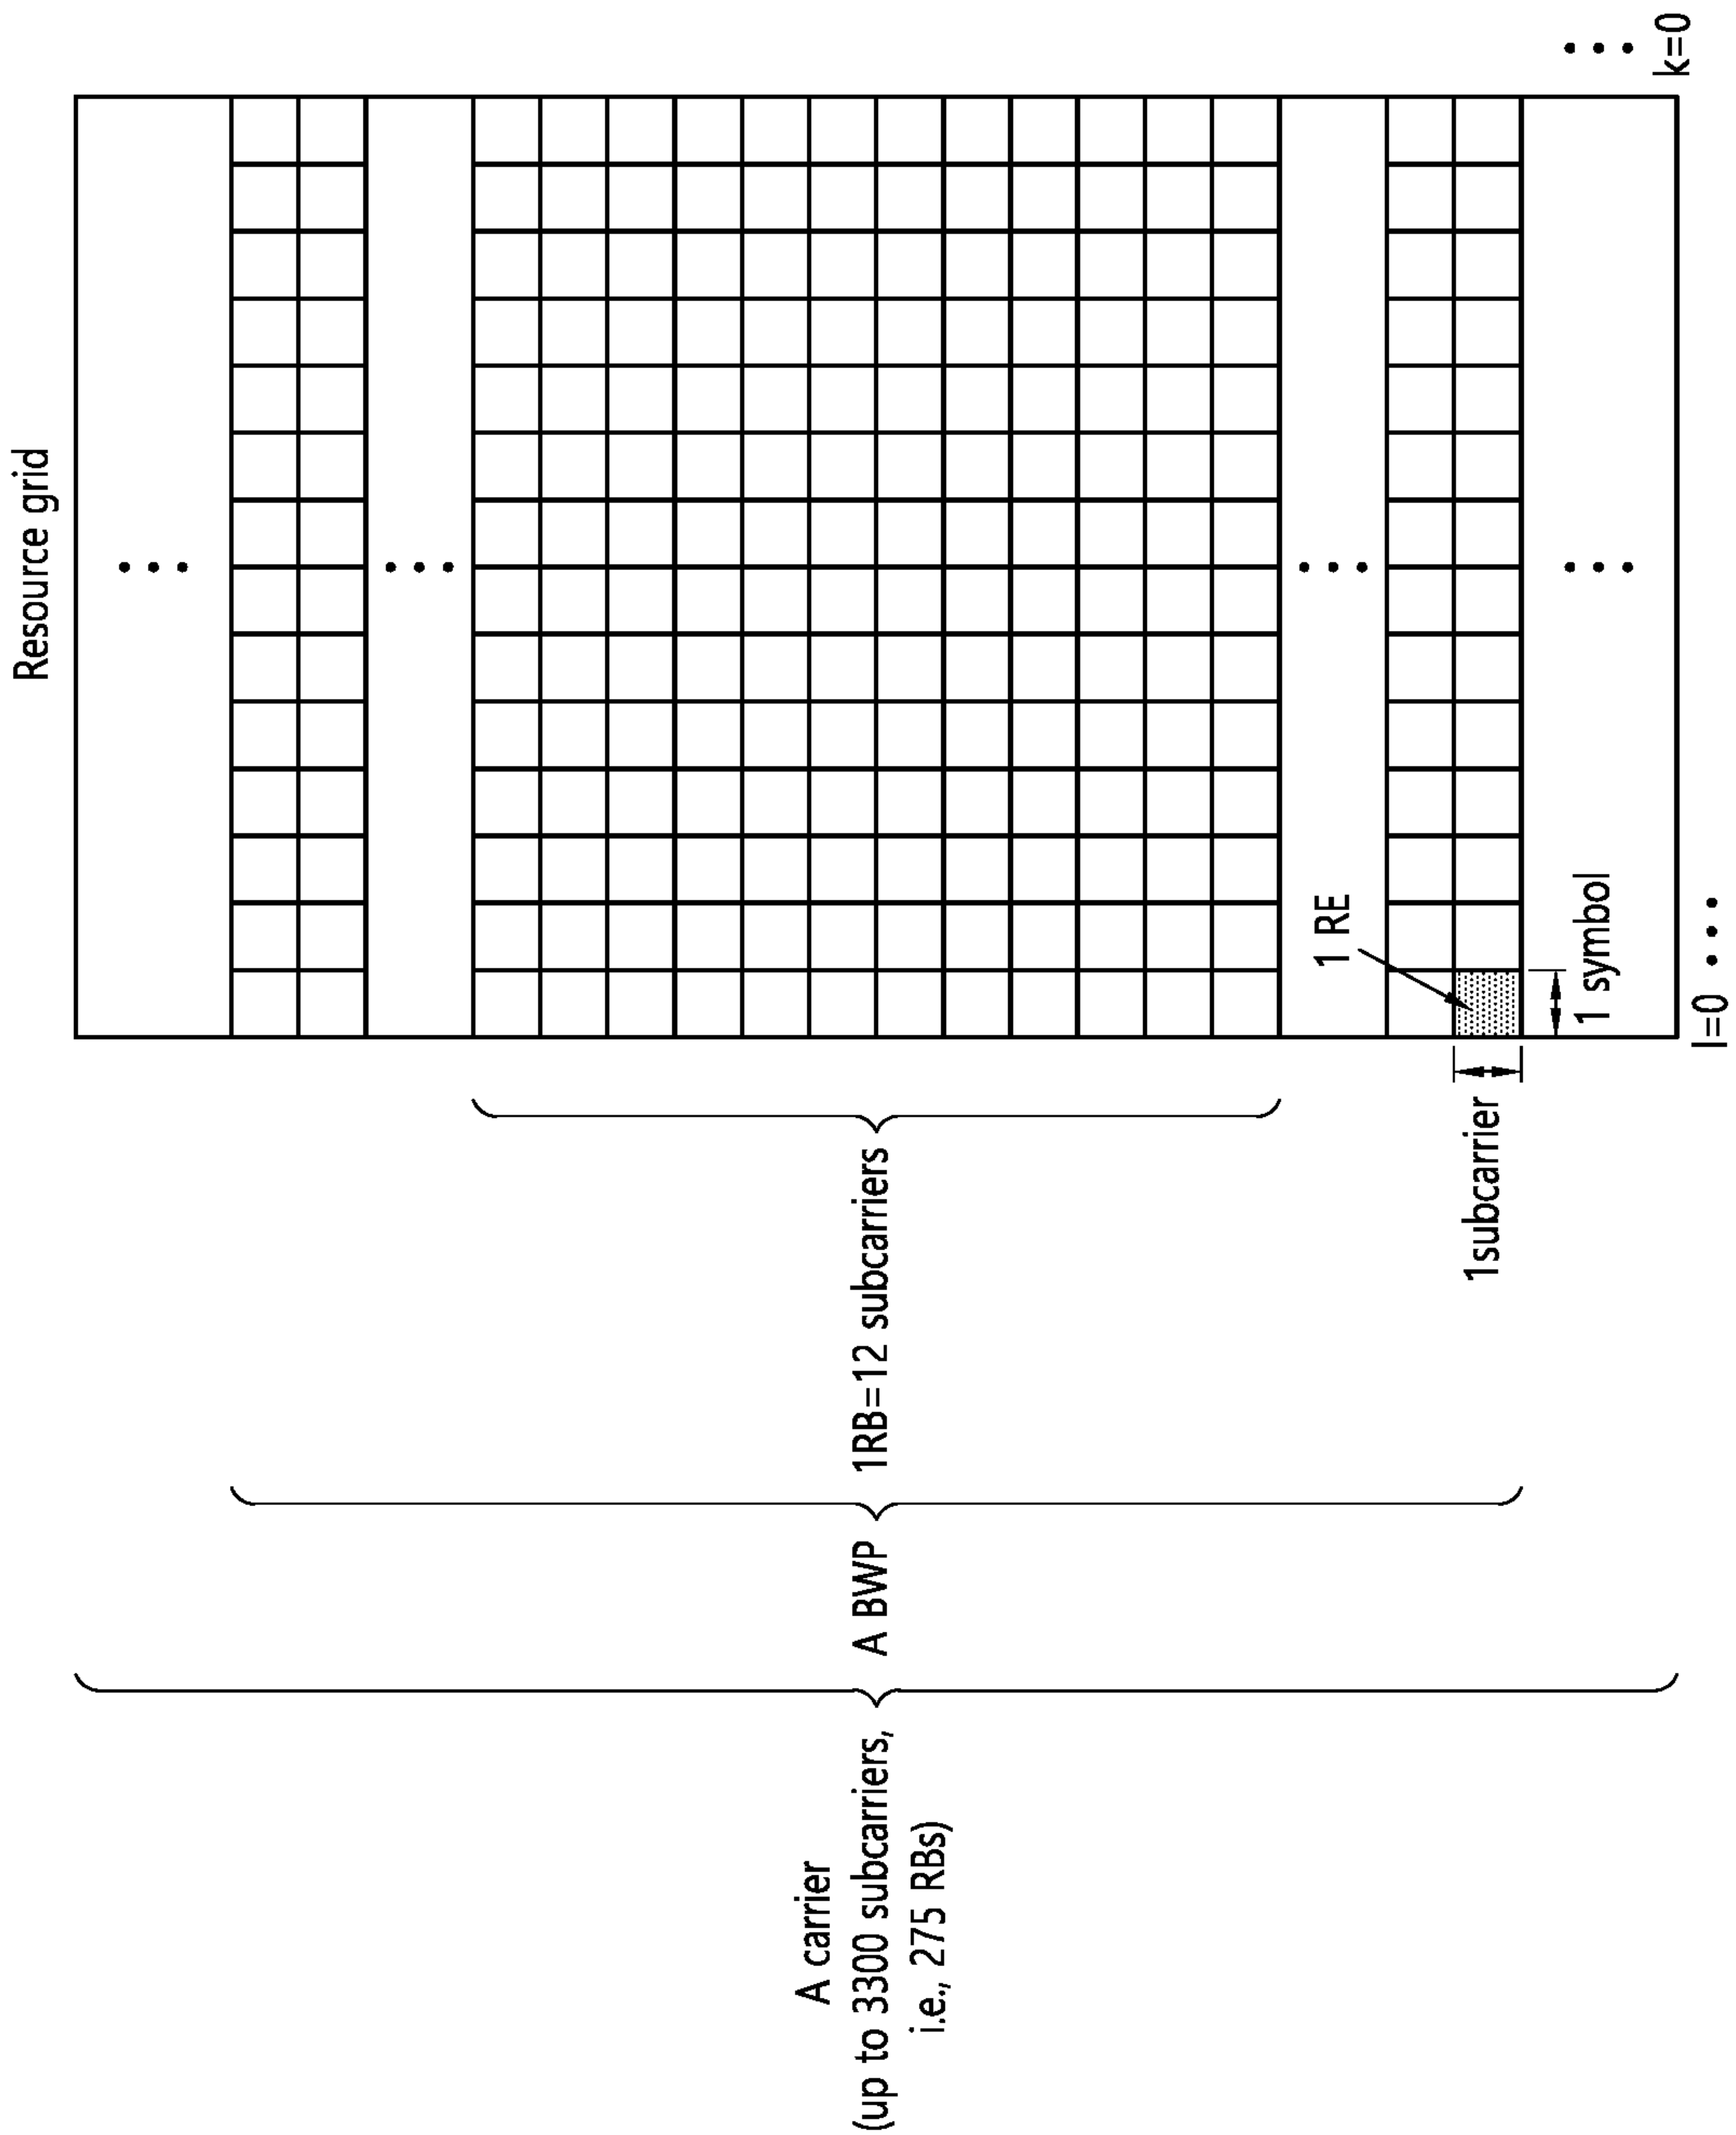 Resource grid
A carrier
(up to 3300 subcarriers,
i.e., 275 RBs)
A BWP
1RB=12 subcarriers
1 RE
1subcarrier
1 symbol
k=0
l=0